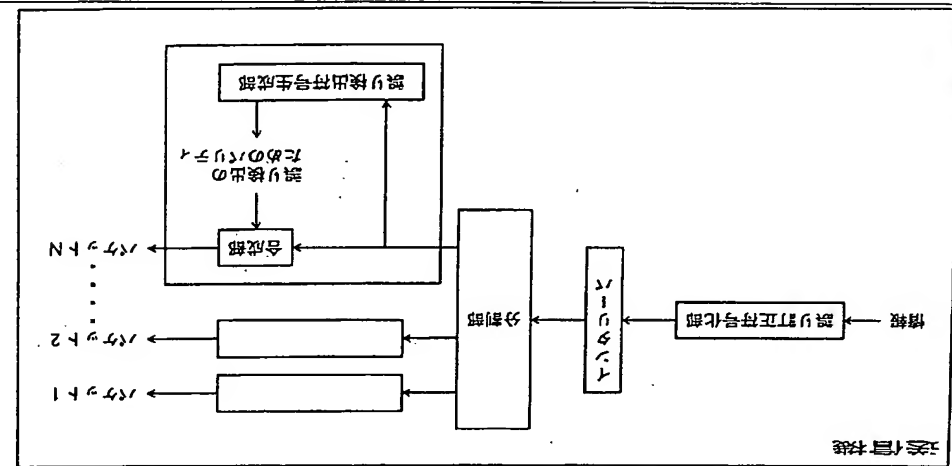 送信機
情報
誤り訂正符号化部
インタリーバ
分割部
パケット1
パケット2
パケットN
合成部
誤り検出の
ためのパリティ
誤り検出符号生成部